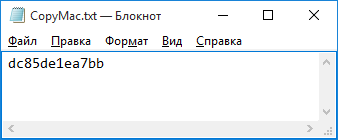 CopyMac.txt — Блокнот
Файл Правка Формат Вид Справка
dc85de1ea7bb